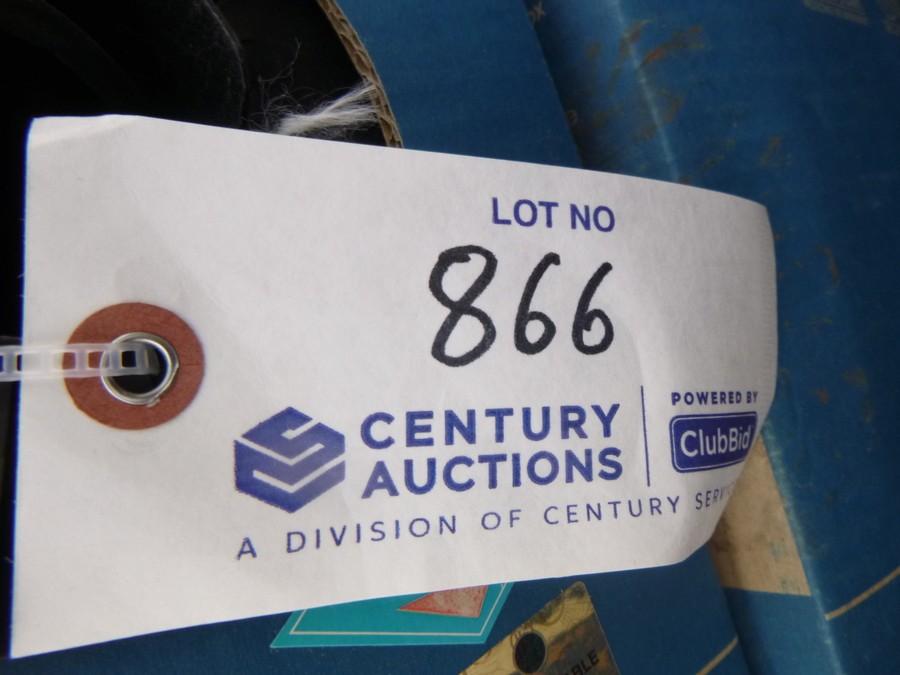 LOT NO
866
CENTURY
AUCTIONS
POWERED BY
ClubBid
A DIVISION OF CENTURY